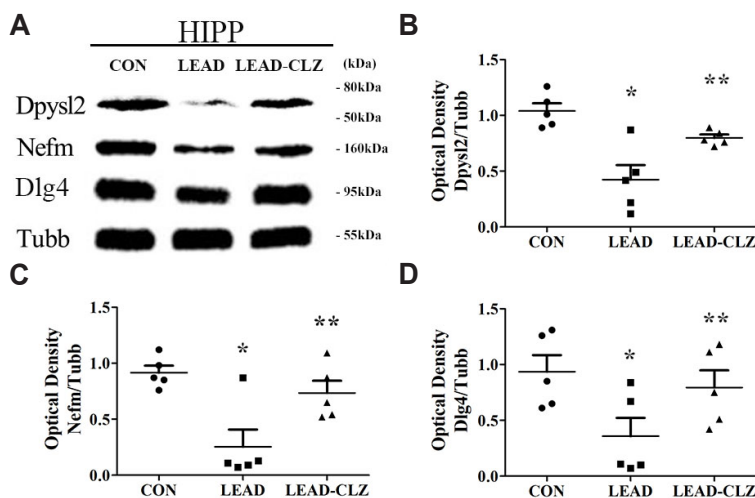 A
HIPP
CON LEAD LEAD-CLZ (kDa)
- 80kDa
Dpysl2
- 50kDa
Nefm - 160kDa
Dlg4 - 95kDa
Tubb - 55kDa
B
Optical Density
Dpysl2/Tubb
1.5
1.0
0.5
0.0
* **
CON LEAD LEAD-CLZ
C
Optical Density
Nefm/Tubb
1.5
1.0
0.5
0.0
* **
CON LEAD LEAD-CLZ
D
Optical Density
Dlg4/Tubb
1.5
1.0
0.5
0.0
* **
CON LEAD LEAD-CLZ